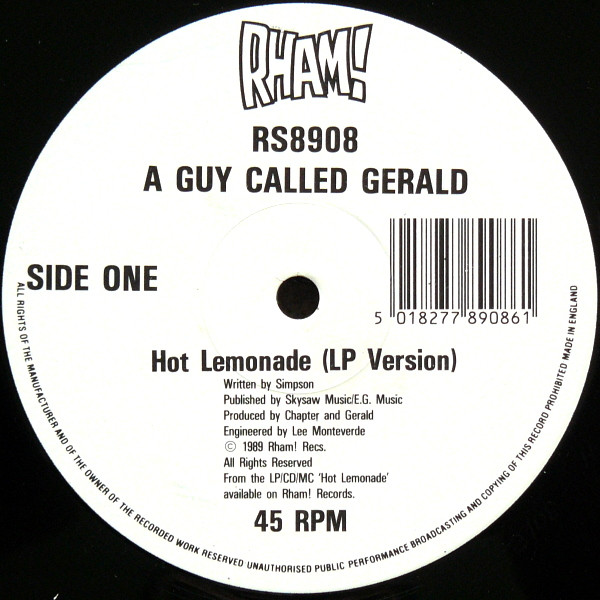 RHAM!
RS8908
A GUY CALLED GERALD
SIDE ONE
5 018277 890861
Hot Lemonade (LP Version)
Written by Simpson
Published by Skysaw Music/E.G. Music
Produced by Chapter and Gerald
Engineered by Lee Monteverde
© 1989 Rham! Recs.
All Rights Reserved
From the LP/CD/MC 'Hot Lemonade'
available on Rham! Records.
45 RPM
ALL RIGHTS OF THE MANUFACTURER AND OF THE OWNER OF THE RECORDED WORK RESERVED UNAUTHORISED PUBLIC PERFORMANCE BROADCASTING AND COPYING OF THIS RECORD PROHIBITED MADE IN ENGLAND